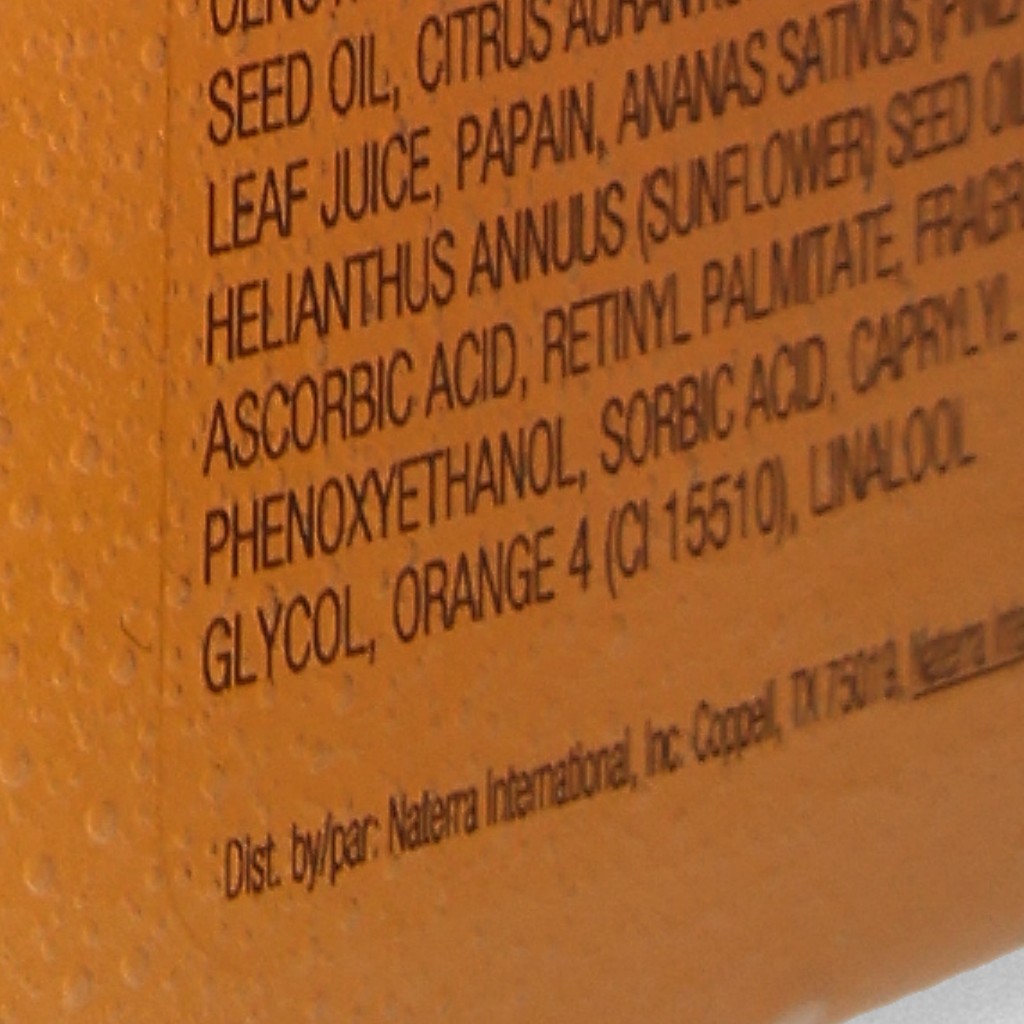 SEED OIL, CITRUS
LEAF JUICE, PAPAIN, ANANAS SATIVUS
HELIANTHUS ANNUUS (SUNFLOWER) SEED
ASCORBIC ACID, RETINYL PALMITATE,
PHENOXYETHANOL, SORBIC ACID, CAPRYLYL
GLYCOL, ORANGE 4 (CI 15510), LINALOOL
Dist. by/par: Naterra International, Inc. Coppell, TX 75019,